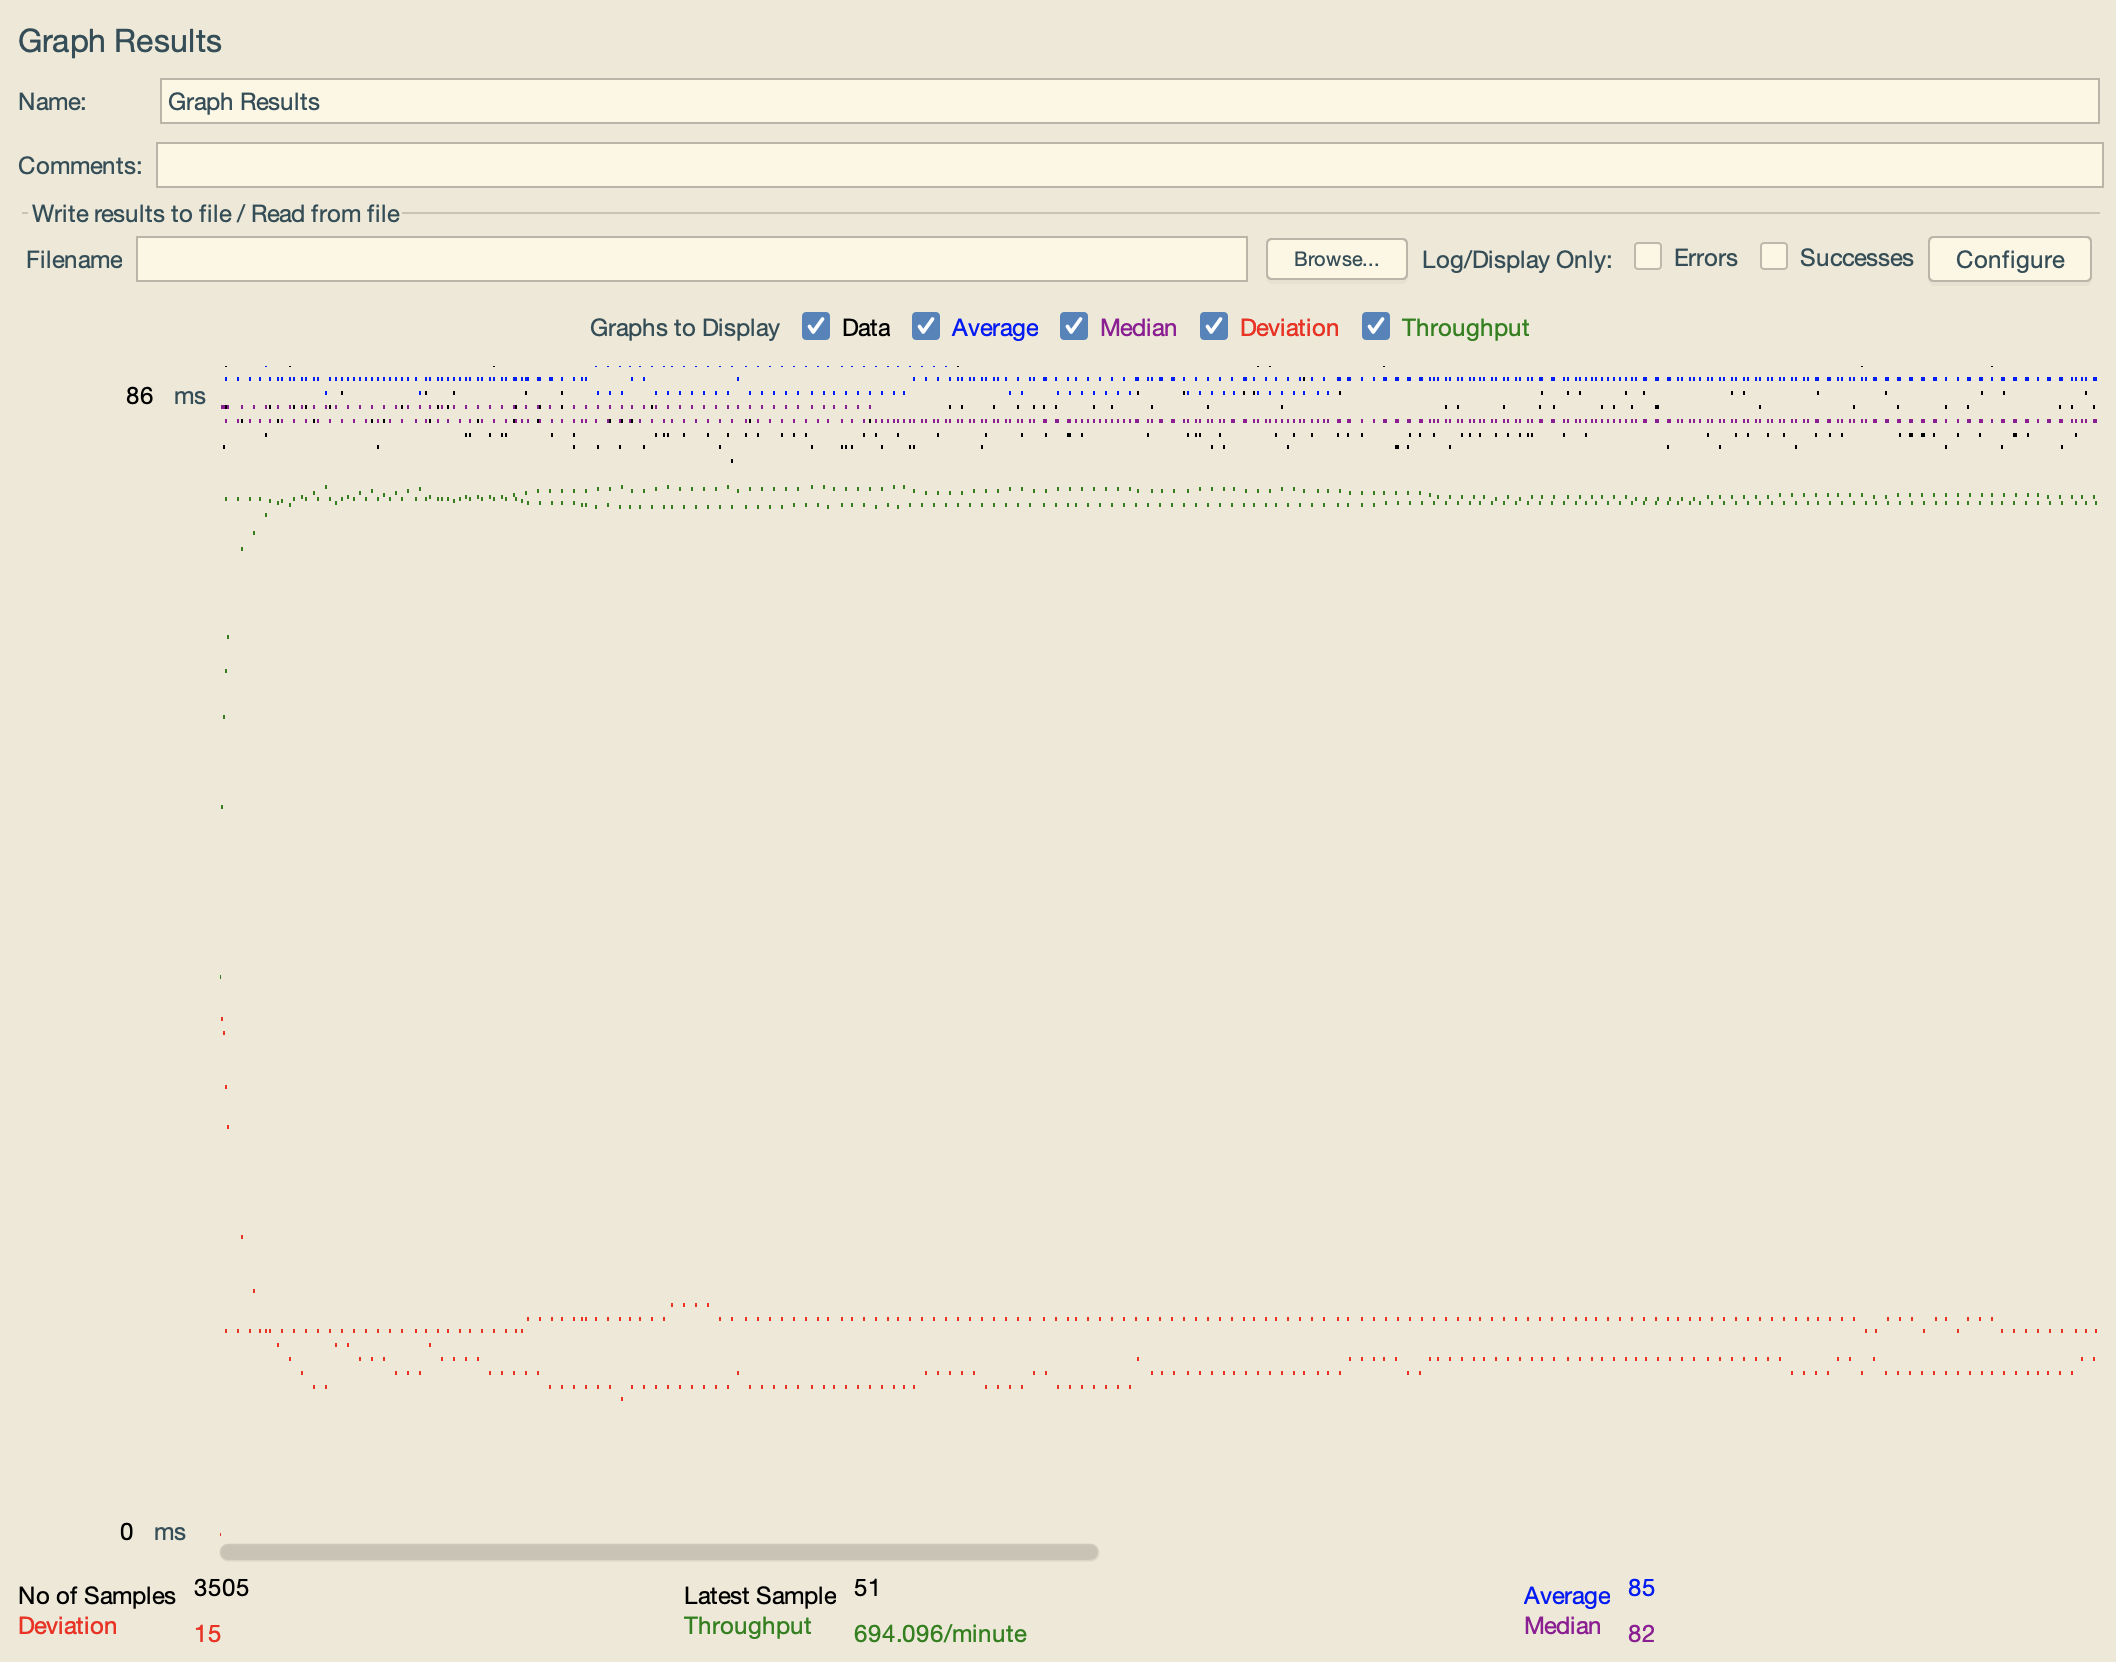 Graph Results
Name: Graph Results
Comments:
Write results to file / Read from file
Filename Browse... Log/Display Only: Errors Successes Configure
Graphs to Display Data Average Median Deviation Throughput
86 ms
0 ms
No of Samples 3505 Latest Sample 51 Average 85
Deviation 15 Throughput 694.096/minute Median 82